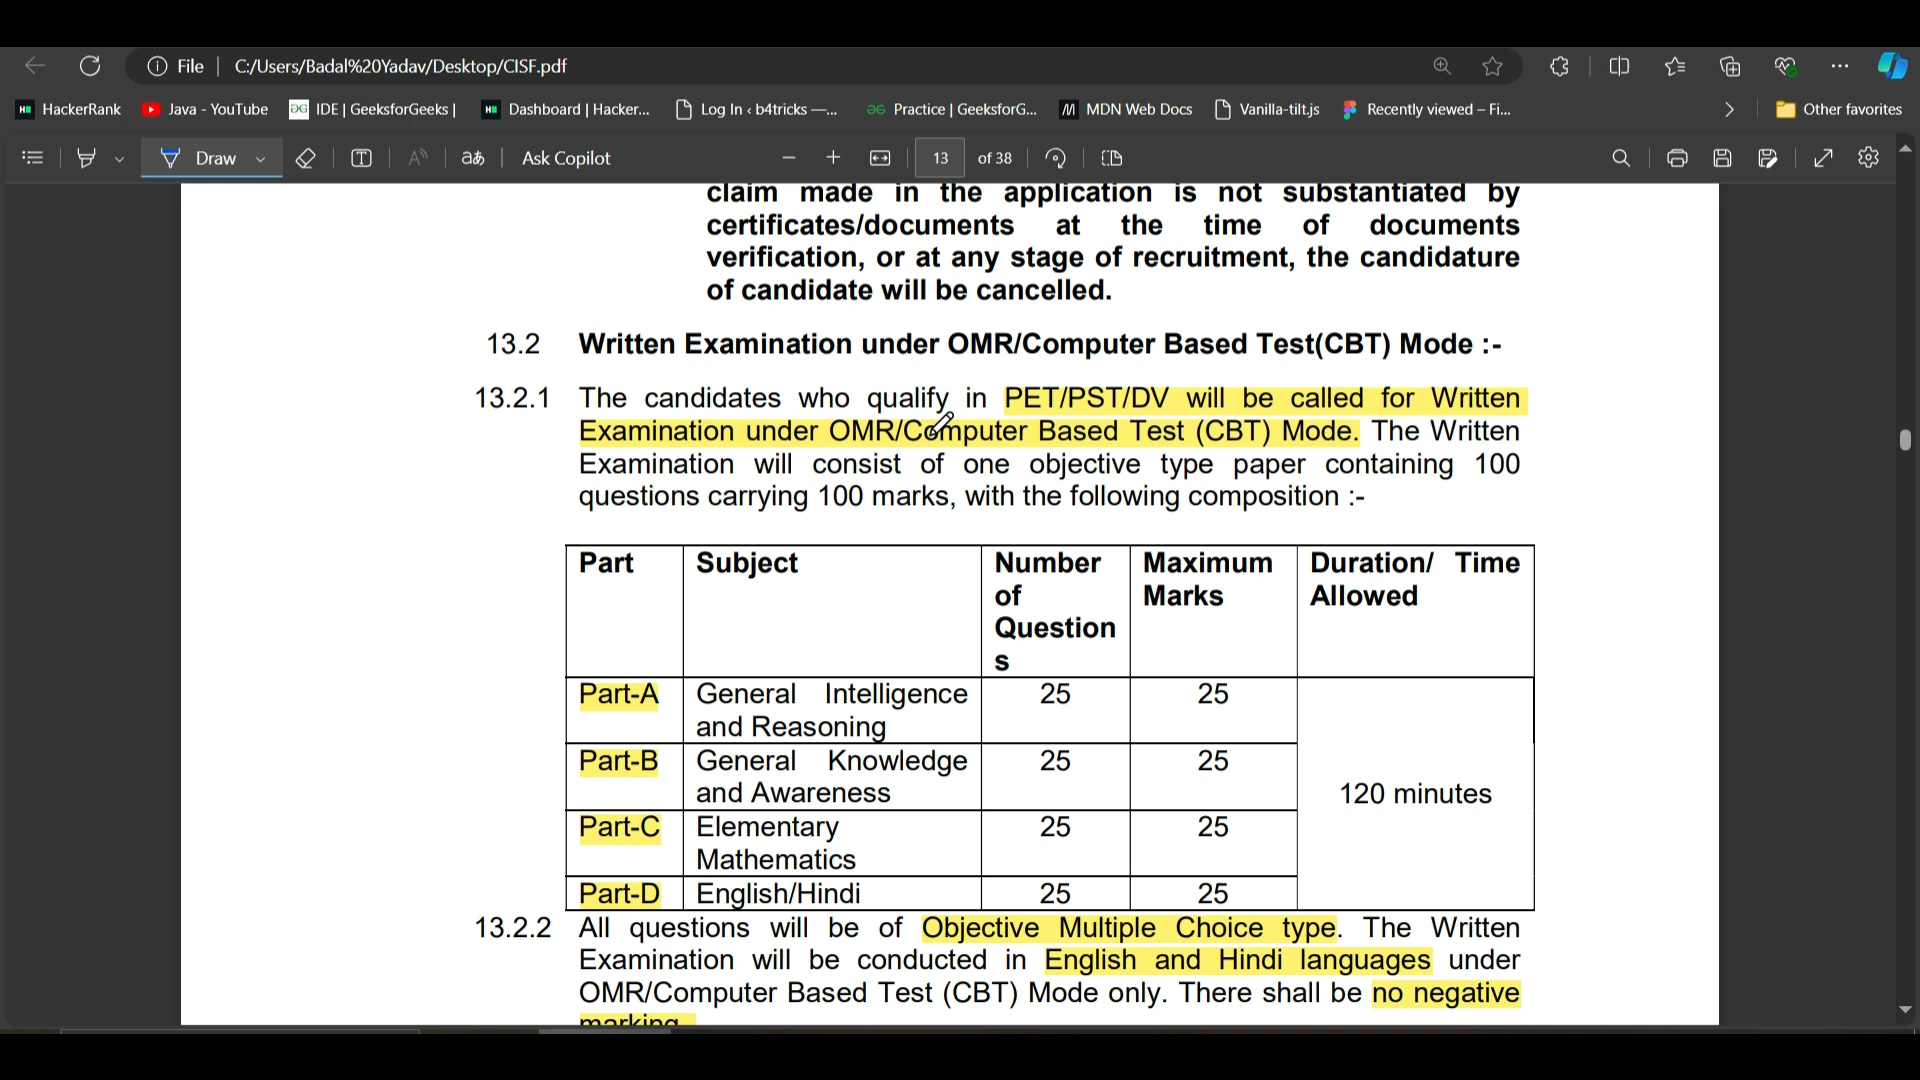 File
C:/Users/Badal%20Yadav/Desktop/CISF.pdf
HackerRank
Java - YouTube
IDE | GeeksforGeeks |
Dashboard | Hacker...
Log In ‹ b4tricks —...
Practice | GeeksforG...
MDN Web Docs
Vanilla-tilt.js
Recently viewed – Fi...
Other favorites
Draw
Ask Copilot
13 of 38
claim made in the application is not substantiated by
certificates/documents at the time of documents
verification, or at any stage of recruitment, the candidature
of candidate will be cancelled.
13.2 Written Examination under OMR/Computer Based Test(CBT) Mode :-
13.2.1 The candidates who qualify in PET/PST/DV will be called for Written
Examination under OMR/Computer Based Test (CBT) Mode. The Written
Examination will consist of one objective type paper containing 100
questions carrying 100 marks, with the following composition :-
Part Subject Number Maximum Duration/ Time
of Marks Allowed
Question
s
Part-A General Intelligence 25 25
and Reasoning
Part-B General Knowledge 25 25
and Awareness 120 minutes
Part-C Elementary 25 25
Mathematics
Part-D English/Hindi 25 25
13.2.2 All questions will be of Objective Multiple Choice type. The Written
Examination will be conducted in English and Hindi languages under
OMR/Computer Based Test (CBT) Mode only. There shall be no negative
marking.